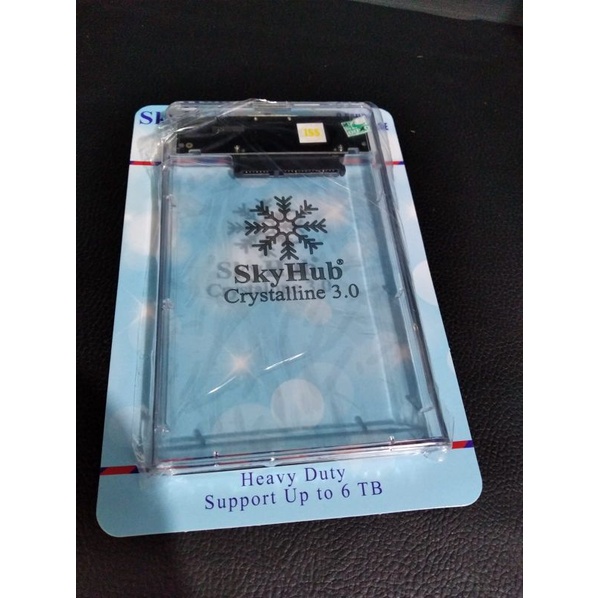 SkyHub®
Crystalline 3.0
Heavy Duty
Support Up to 6 TB